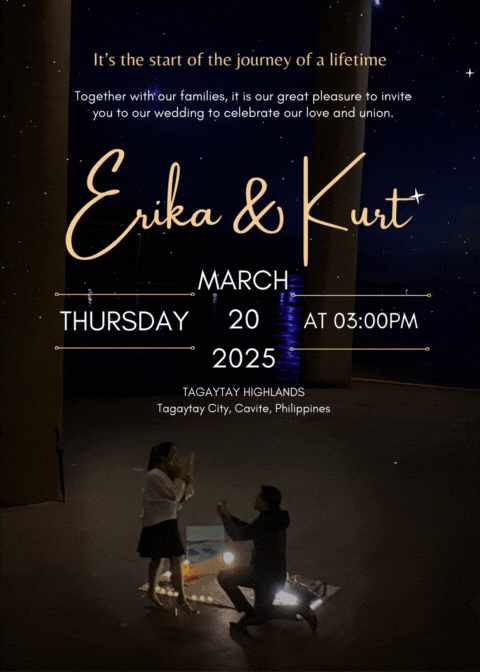 It's the start of the journey of a lifetime
Together with our families, it is our great pleasure to invite
you to our wedding to celebrate our love and union.
Erika & Kurt
MARCH
THURSDAY 20 AT 03:00PM
2025
TAGAYTAY HIGHLANDS
Tagaytay City, Cavite, Philippines